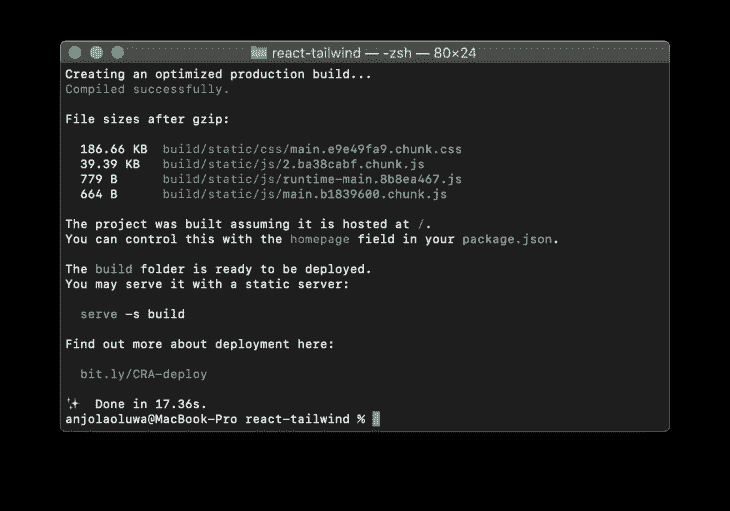 react-tailwind — -zsh — 80×24
Creating an optimized production build...
Compiled successfully.
File sizes after gzip:
186.66 KB build/static/css/main.e9e49fa9.chunk.css
39.39 KB build/static/js/2.ba38cabf.chunk.js
779 B build/static/js/runtime-main.8b8ea467.js
664 B build/static/js/main.b1839600.chunk.js
The project was built assuming it is hosted at /.
You can control this with the homepage field in your package.json.
The build folder is ready to be deployed.
You may serve it with a static server:
serve -s build
Find out more about deployment here:
bit.ly/CRA-deploy
✨ Done in 17.36s.
anjolaoluwa@MacBook-Pro react-tailwind %